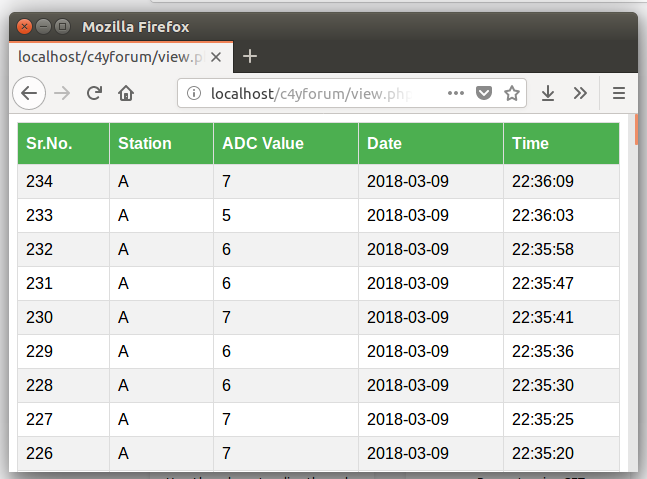 Mozilla Firefox
localhost/c4yforum/view.p
localhost/c4yforum/view.php
Sr.No. Station ADC Value Date Time
234 A 7 2018-03-09 22:36:09
233 A 5 2018-03-09 22:36:03
232 A 6 2018-03-09 22:35:58
231 A 6 2018-03-09 22:35:47
230 A 7 2018-03-09 22:35:41
229 A 6 2018-03-09 22:35:36
228 A 6 2018-03-09 22:35:30
227 A 7 2018-03-09 22:35:25
226 A 7 2018-03-09 22:35:20